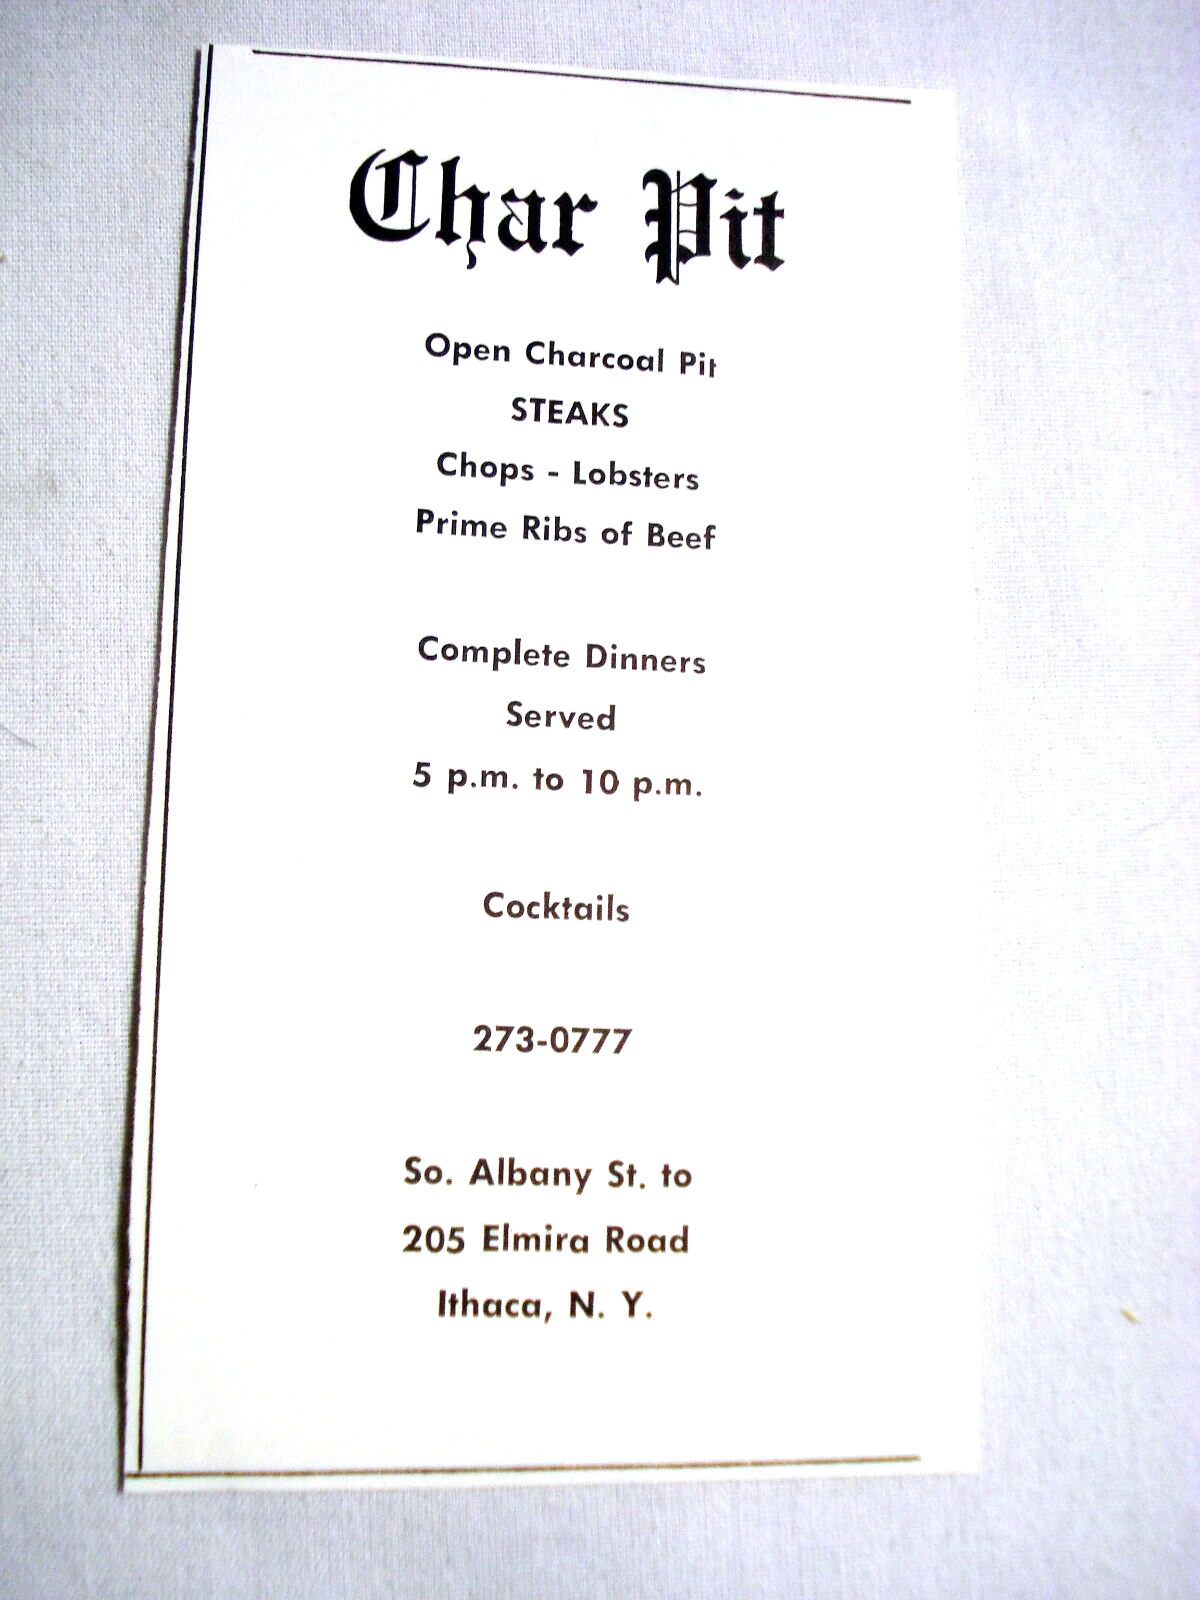 Char Pit
Open Charcoal Pit
STEAKS
Chops - Lobsters
Prime Ribs of Beef
Complete Dinners
Served
5 p.m. to 10 p.m.
Cocktails
273-0777
So. Albany St. to
205 Elmira Road
Ithaca, N. Y.